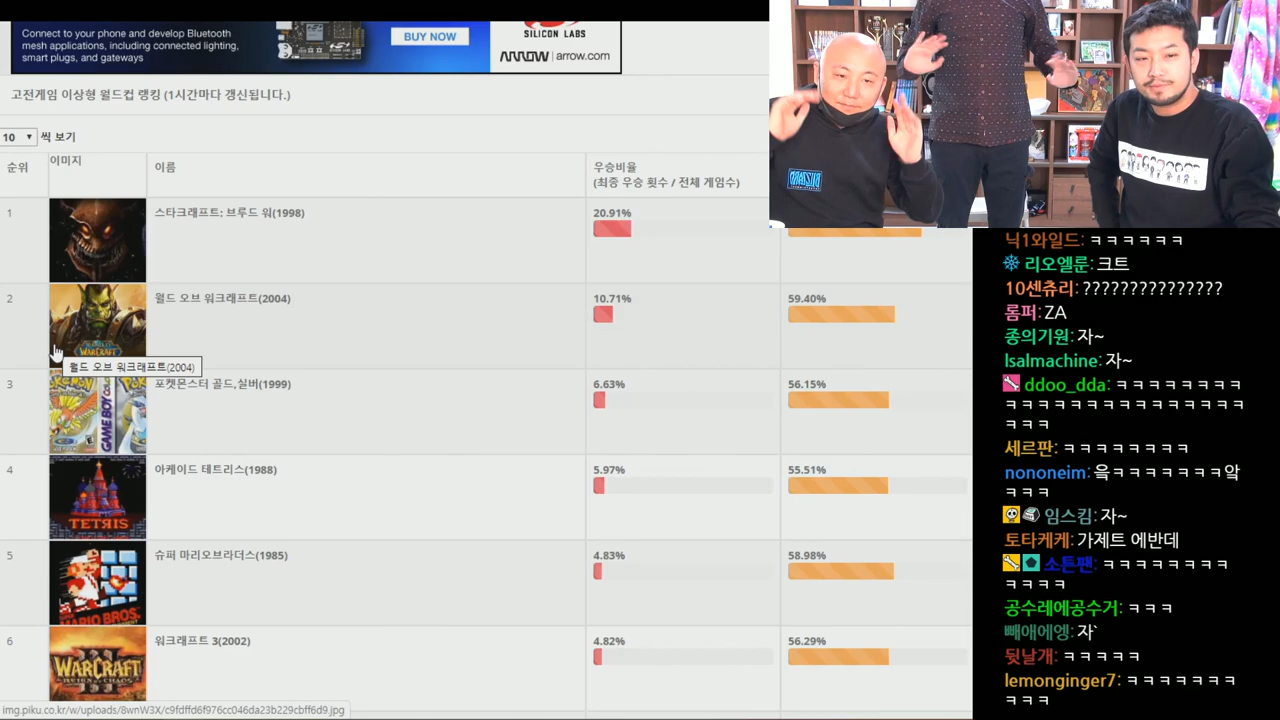 Connect to your phone and develop Bluetooth
mesh applications, including connected lighting,
smart plugs, and gateways
BUY NOW
SILICON LABS
ARROW arrow.com
고전게임 이상형 월드컵 랭킹 (1시간마다 갱신됩니다.)
10 ▼ 씩 보기
순위
이미지
이름
우승비율
(최종 우승 횟수 / 전체 게임수)
1
스타크래프트: 브루드 워(1998)
20.91%
2
월드 오브 워크래프트(2004)
10.71%
59.40%
WARCRAFT
월드 오브 워크래프트(2004)
3
포켓몬스터 골드,실버(1999)
6.63%
56.15%
GAME BOY
4
아케이드 테트리스(1988)
5.97%
55.51%
TETRIS
5
슈퍼 마리오브라더스(1985)
4.83%
58.98%
SUPER
MARIO BROS.
6
워크래프트 3(2002)
4.82%
56.29%
WARCRAFT
III
REIGN OF CHAOS
img.piku.co.kr/w/uploads/8wnW3X/c9fdffd6f976cc046da23b229cbff6d9.jpg
닉1와일드: ㅋㅋㅋㅋㅋㅋ
리오엘룬: 크트
10센츄리: ???????????????
롬퍼: ZA
종의기원: 자~
lsalmachine: 자~
ddoo_dda: ㅋㅋㅋㅋㅋㅋㅋㅋ
ㅋㅋㅋㅋㅋㅋㅋㅋㅋㅋㅋㅋㅋㅋㅋ
ㅋㅋㅋ
세르판: ㅋㅋㅋㅋㅋㅋㅋㅋ
nononeim: 읔ㅋㅋㅋㅋㅋㅋㅋ앜
ㅋㅋㅋ
임스킴: 자~
토타케케: 가제트 에반데
소튼팬: ㅋㅋㅋㅋㅋㅋㅋㅋ
ㅋㅋㅋㅋ
공수레에공수거: ㅋㅋㅋ
빼애에엥: 자`
뒷날개: ㅋㅋㅋㅋㅋ
lemonginger7: ㅋㅋㅋㅋㅋㅋㅋ
ㅋㅋㅋ